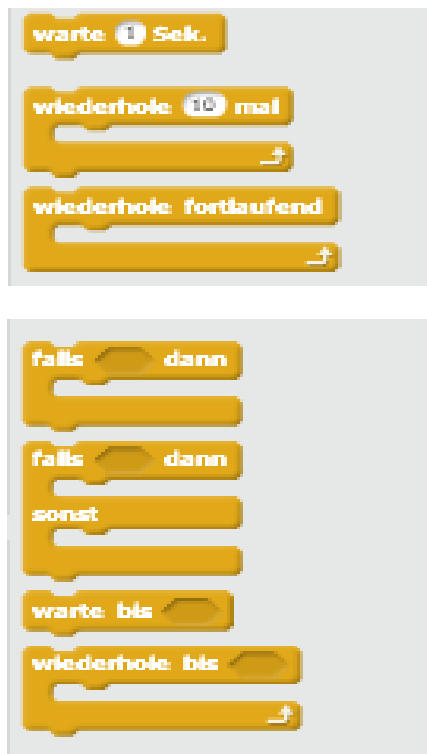 warte 1 Sek.
wiederhole 10 mal
wiederhole fortlaufend
falls dann
falls dann
sonst
warte bis
wiederhole bis